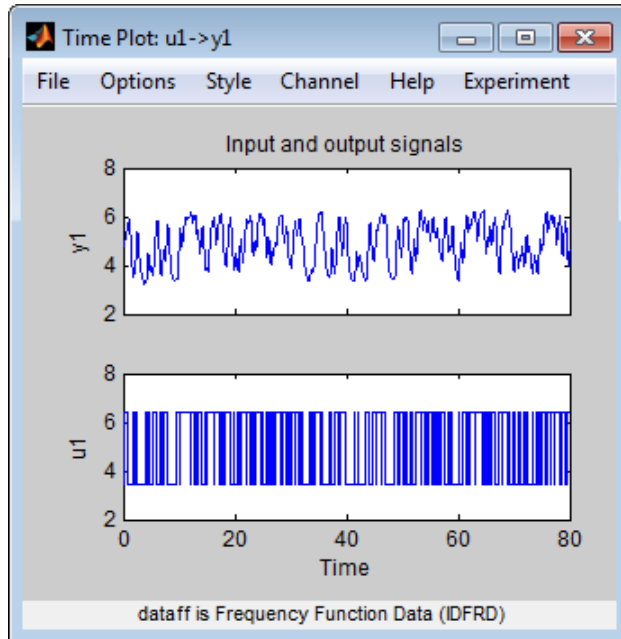 Time Plot: u1->y1
File Options Style Channel Help Experiment
Input and output signals
8
6
4
2
y1
8
6
4
2
u1
0 20 40 60 80
Time
dataff is Frequency Function Data (IDFRD)